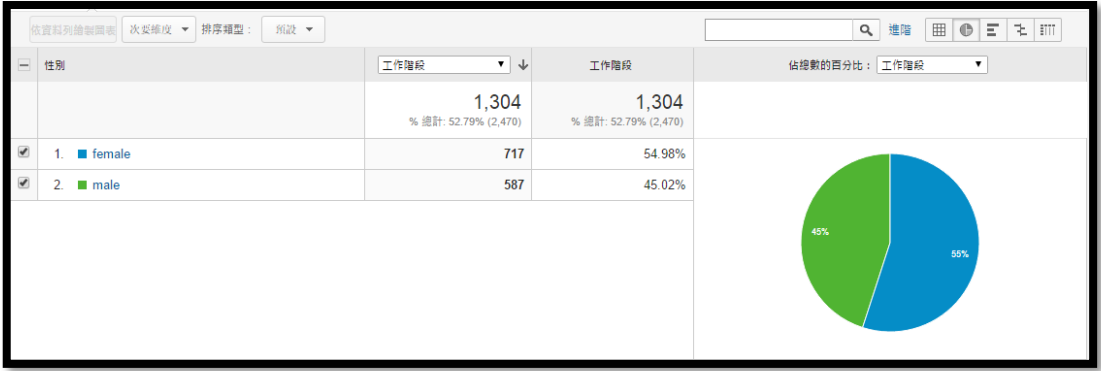 依資料列繪製圖表 次要維度 排序類型： 預設 進階
性別 工作階段 工作階段 佔總數的百分比： 工作階段
1,304 1,304
% 總計: 52.79% (2,470) % 總計: 52.79% (2,470)
1. female 717 54.98%
2. male 587 45.02%
45%
55%